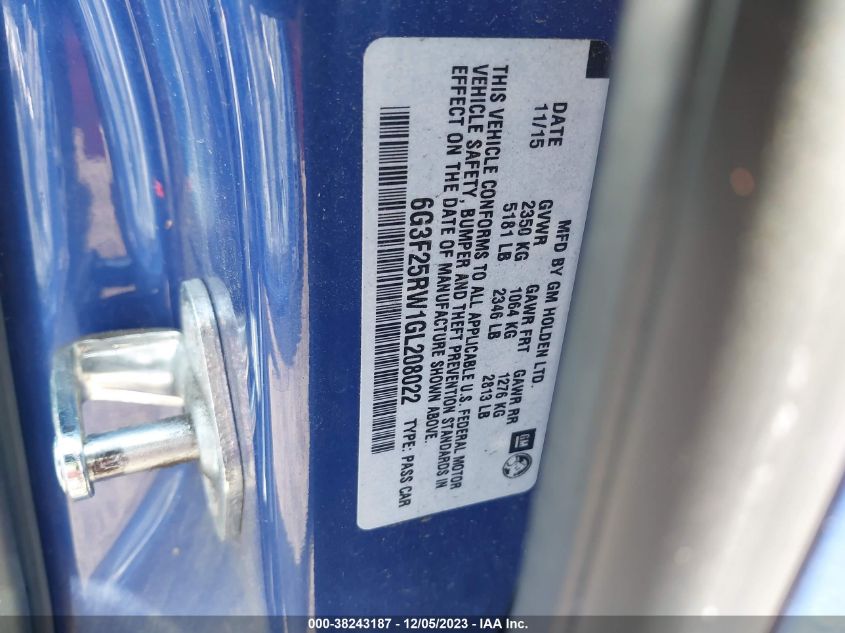 MFD BY GM HOLDEN LTD.
DATE GVWR GAWR FRT GAWR RR
11/15 2350 KG 1064 KG 1276 KG
5181 LB 2346 LB 2813 LB
THIS VEHICLE CONFORMS TO ALL APPLICABLE U.S. FEDERAL MOTOR
VEHICLE SAFETY, BUMPER AND THEFT PREVENTION STANDARDS IN
EFFECT ON THE DATE OF MANUFACTURE SHOWN ABOVE.
6G3F25RW1GL208022 TYPE: PASS CAR
GM
000-38243187 - 12/05/2023 - IAA Inc.